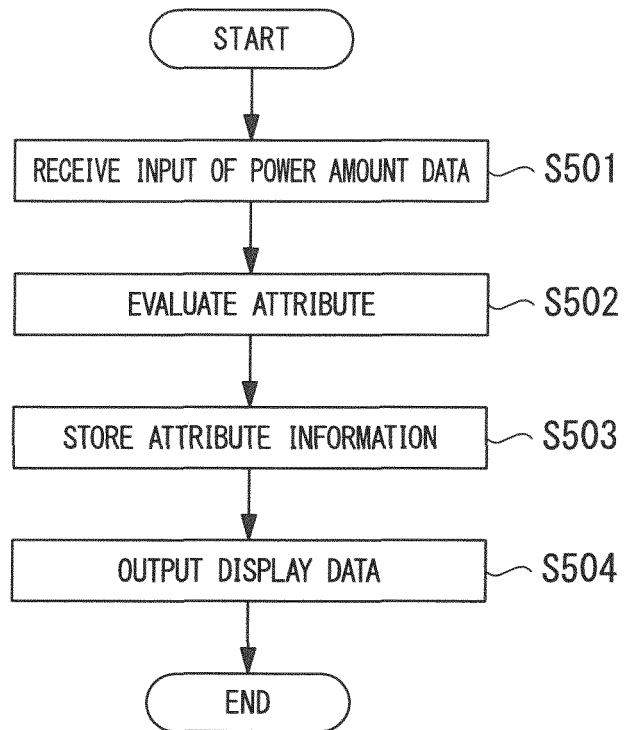 START
RECEIVE INPUT OF POWER AMOUNT DATA S501
EVALUATE ATTRIBUTE S502
STORE ATTRIBUTE INFORMATION S503
OUTPUT DISPLAY DATA S504
END